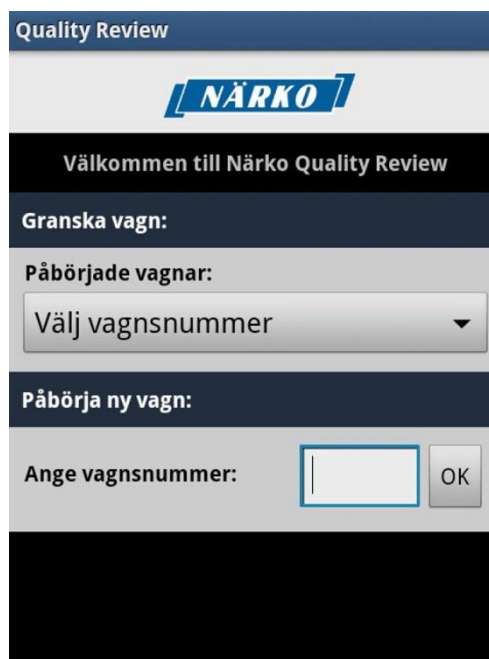 Quality Review
NÄRKO
Välkommen till Närko Quality Review
Granska vagn:
Påbörjade vagnar:
Välj vagnsnummer
Påbörja ny vagn:
Ange vagnsnummer:
OK